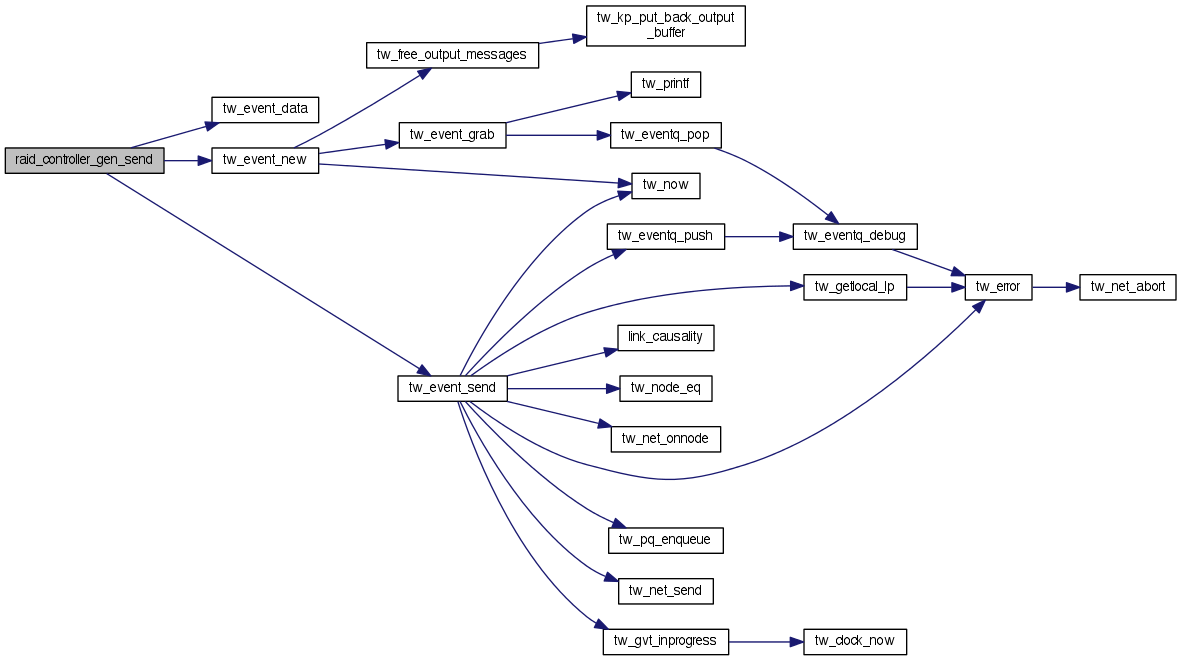 tw_kp_put_back_output
_buffer
tw_free_output_messages
tw_printf
tw_event_data
tw_event_grab
tw_eventq_pop
raid_controller_gen_send
tw_event_new
tw_now
tw_eventq_push
tw_eventq_debug
tw_getlocal_lp
tw_error
tw_net_abort
link_causality
tw_event_send
tw_node_eq
tw_net_onnode
tw_pq_enqueue
tw_net_send
tw_gvt_inprogress
tw_clock_now